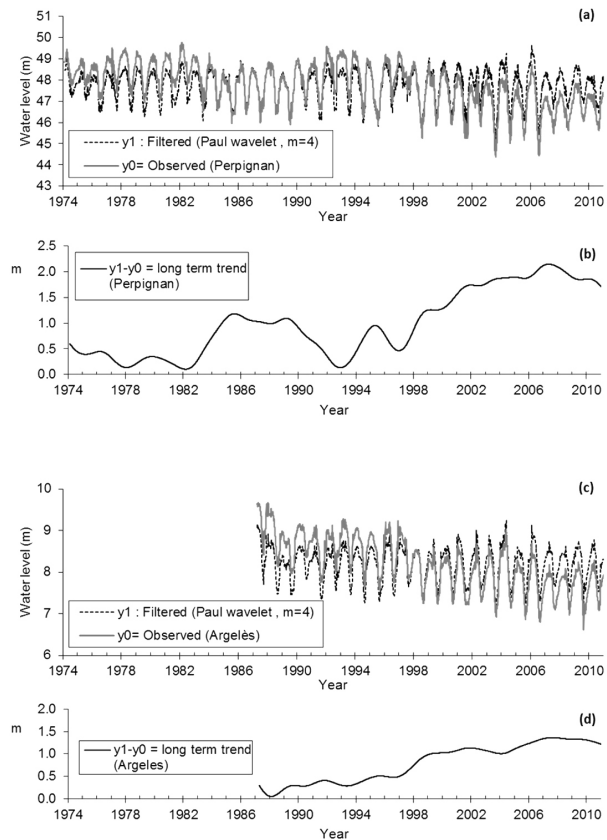 (a)
51
50
49
48
47
46
45
44
43
Water level (m)
y1 : Filtered (Paul wavelet , m=4)
y0= Observed (Perpignan)
1974 1978 1982 1986 1990 1994 1998 2002 2006 2010
Year
(b)
2.5
2.0
1.5
1.0
0.5
0.0
m
y1-y0 = long term trend
(Perpignan)
1974 1978 1982 1986 1990 1994 1998 2002 2006 2010
Year
(c)
10
9
8
7
6
Water level (m)
y1 : Filtered (Paul wavelet , m=4)
y0= Observed (Argelès)
1974 1978 1982 1986 1990 1994 1998 2002 2006 2010
Year
(d)
2.0
1.5
1.0
0.5
0.0
m
y1-y0 = long term trend
(Argeles)
1974 1978 1982 1986 1990 1994 1998 2002 2006 2010
Year